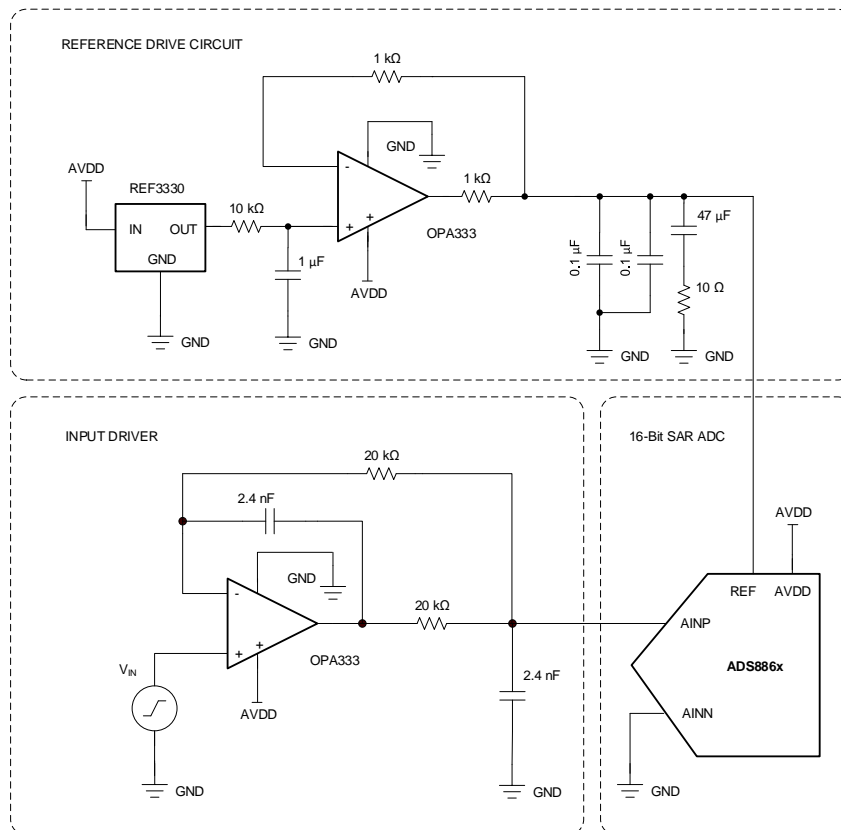 REFERENCE DRIVE CIRCUIT
1 kΩ
-
GND
AVDD
REF3330
IN
OUT
GND
10 kΩ
+
+
1 kΩ
OPA333
1 µF
AVDD
GND
GND
0.1 µF
0.1 µF
47 µF
10 Ω
GND
GND
INPUT DRIVER
20 kΩ
2.4 nF
-
GND
+
+
20 kΩ
OPA333
VIN
AVDD
2.4 nF
GND
GND
16-Bit SAR ADC
AVDD
REF
AVDD
AINP
ADS886x
AINN
GND